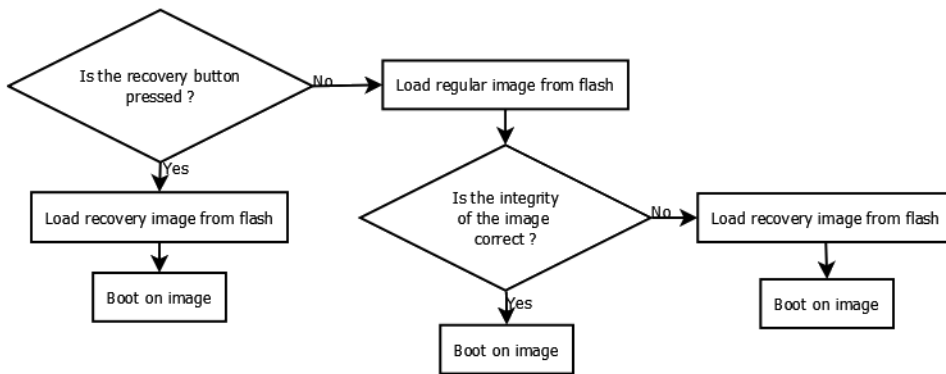 Is the recovery button
pressed ?
No
Load regular image from flash
Yes
Load recovery image from flash
Boot on image
Is the integrity
of the image
correct ?
No
Load recovery image from flash
Boot on image
Yes
Boot on image